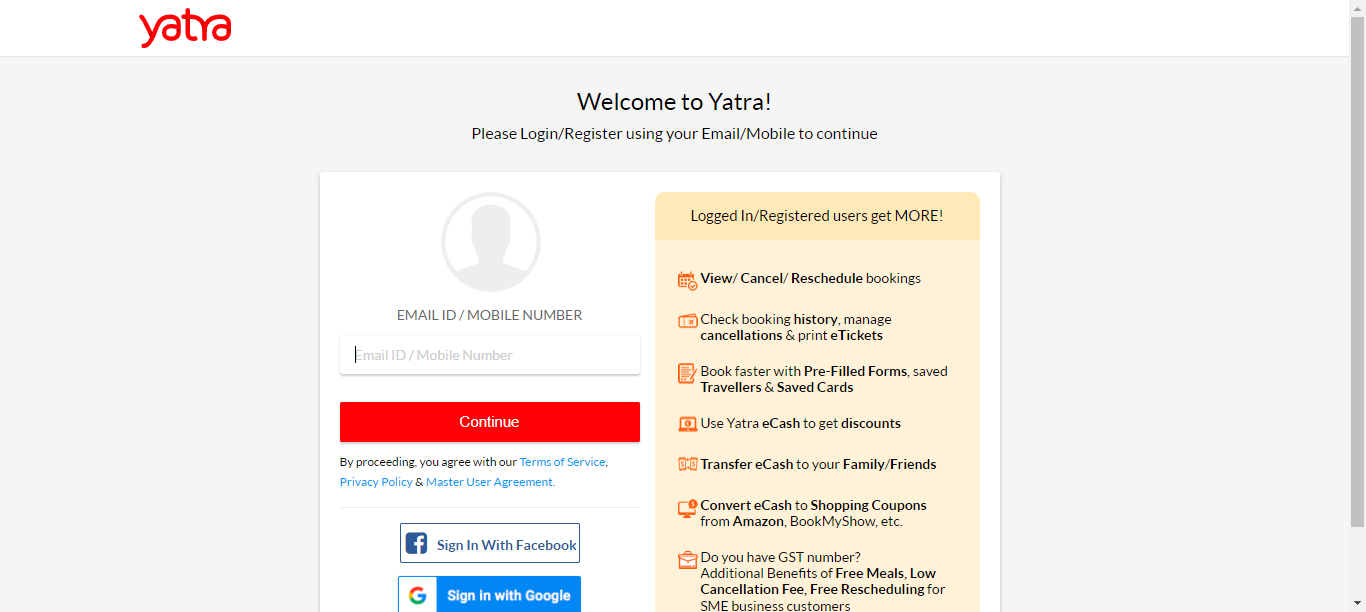 yatra
Welcome to Yatra!
Please Login/Register using your Email/Mobile to continue
EMAIL ID / MOBILE NUMBER
Email ID / Mobile Number
Continue
By proceeding, you agree with our Terms of Service,
Privacy Policy & Master User Agreement.
Sign In With Facebook
G
Sign in with Google
Logged In/Registered users get MORE!
View/ Cancel/ Reschedule bookings
Check booking history, manage
cancellations & print eTickets
Book faster with Pre-Filled Forms, saved
Travellers & Saved Cards
Use Yatra eCash to get discounts
Transfer eCash to your Family/Friends
Convert eCash to Shopping Coupons
from Amazon, BookMyShow, etc.
Do you have GST number?
Additional Benefits of Free Meals, Low
Cancellation Fee, Free Rescheduling for
SME business customers